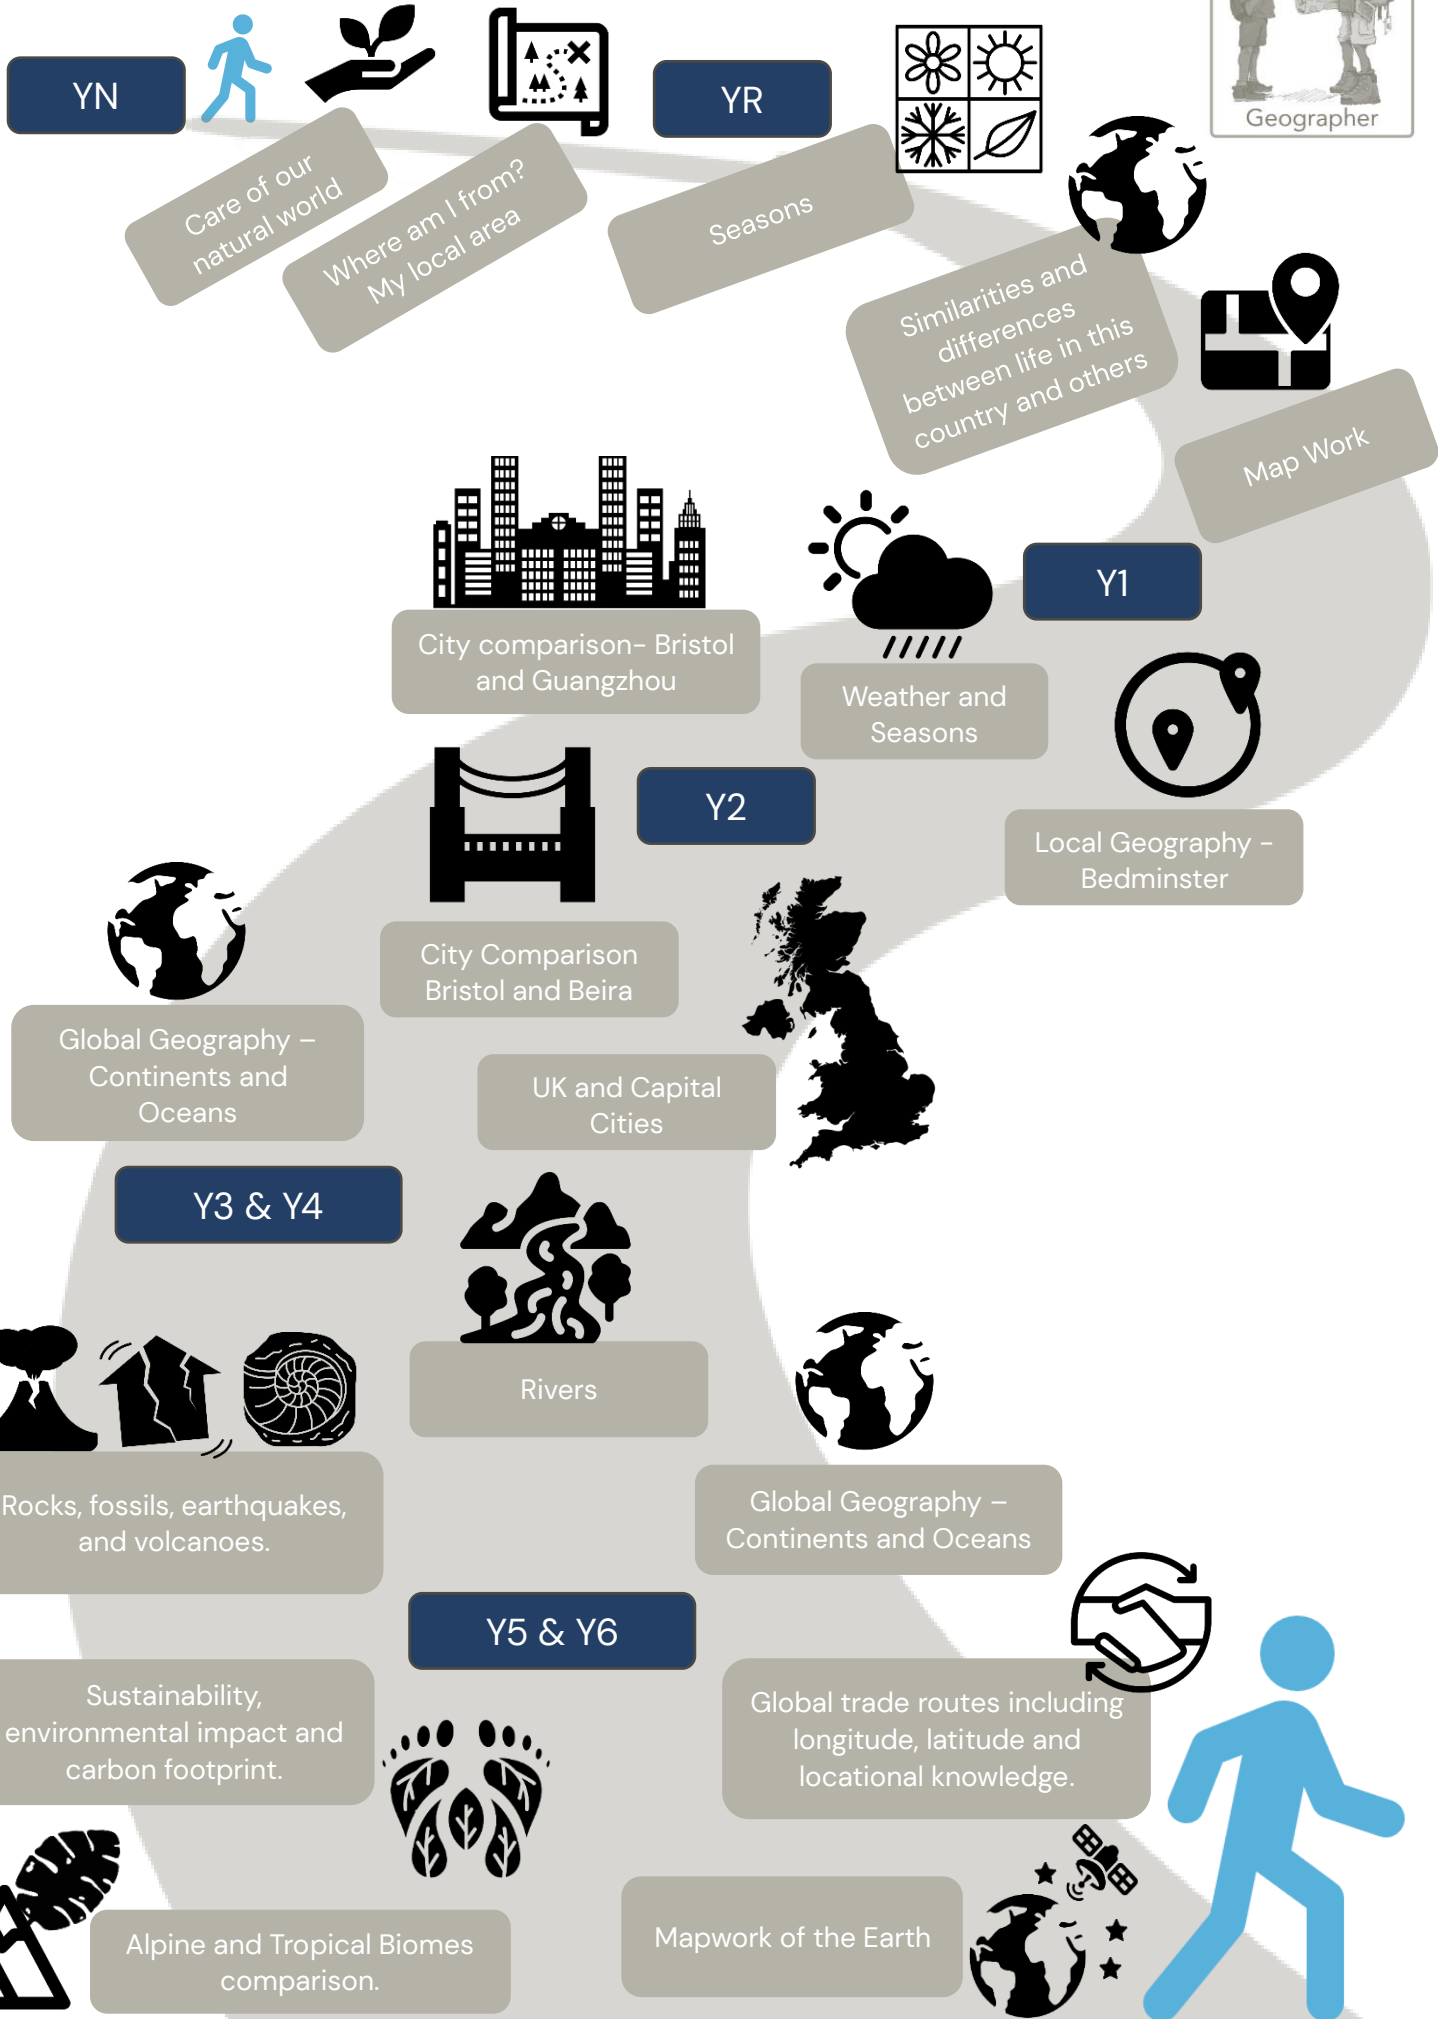 YN
YR
Geographer
Care of our
natural world
Where am I from?
My local area
Seasons
Similarities and
differences
between life in this
country and others
Map Work
Y1
City comparison- Bristol
and Guangzhou
Weather and
Seasons
Y2
Local Geography -
Bedminster
City Comparison
Bristol and Beira
Global Geography –
Continents and
Oceans
UK and Capital
Cities
Y3 & Y4
Rivers
Rocks, fossils, earthquakes,
and volcanoes.
Global Geography –
Continents and Oceans
Y5 & Y6
Sustainability,
environmental impact and
carbon footprint.
Global trade routes including
longitude, latitude and
locational knowledge.
Alpine and Tropical Biomes
comparison.
Mapwork of the Earth